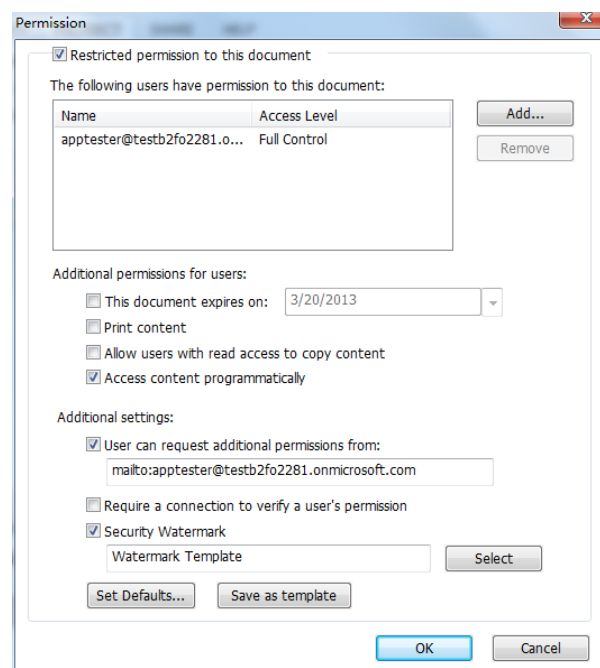 Permission
Restricted permission to this document
The following users have permission to this document:
Name Access Level
apptester@testb2fo2281.o... Full Control
Add...
Remove
Additional permissions for users:
This document expires on: 3/20/2013
Print content
Allow users with read access to copy content
Access content programmatically
Additional settings:
User can request additional permissions from:
mailto:apptester@testb2fo2281.onmicrosoft.com
Require a connection to verify a user's permission
Security Watermark
Watermark Template Select
Set Defaults... Save as template
OK Cancel